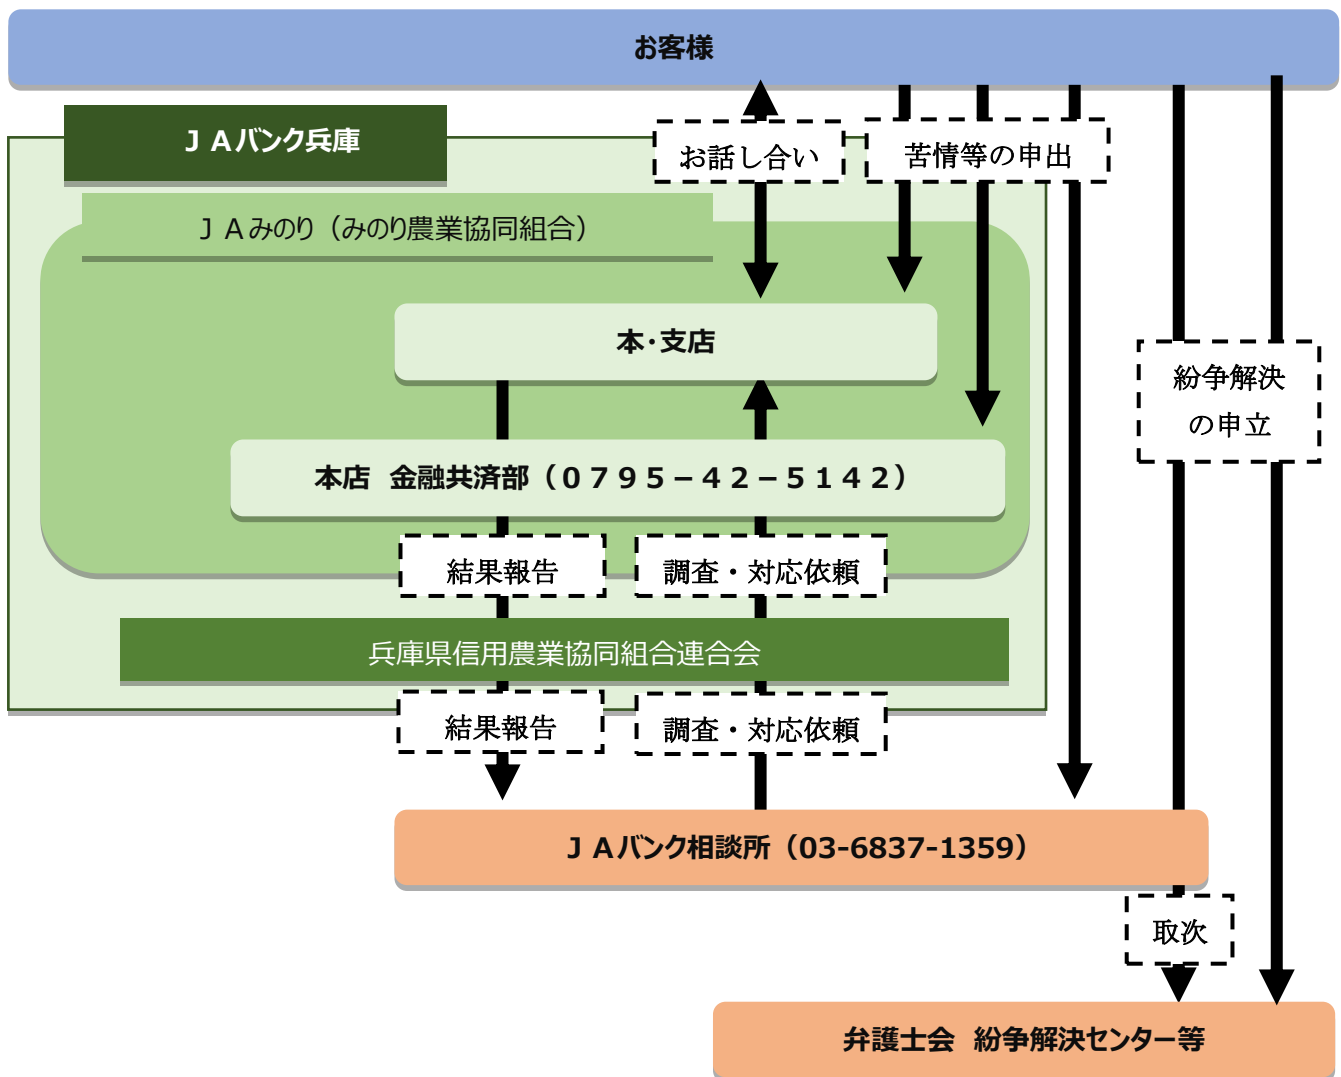 お客様
ＪＡバンク兵庫
お話し合い
苦情等の申出
ＪＡみのり（みのり農業協同組合）
本・支店
紛争解決
の申立
本店　金融共済部（０７９５－４２－５１４２）
結果報告
調査・対応依頼
兵庫県信用農業協同組合連合会
結果報告
調査・対応依頼
ＪＡバンク相談所（03-6837-1359）
取次
弁護士会　紛争解決センター等